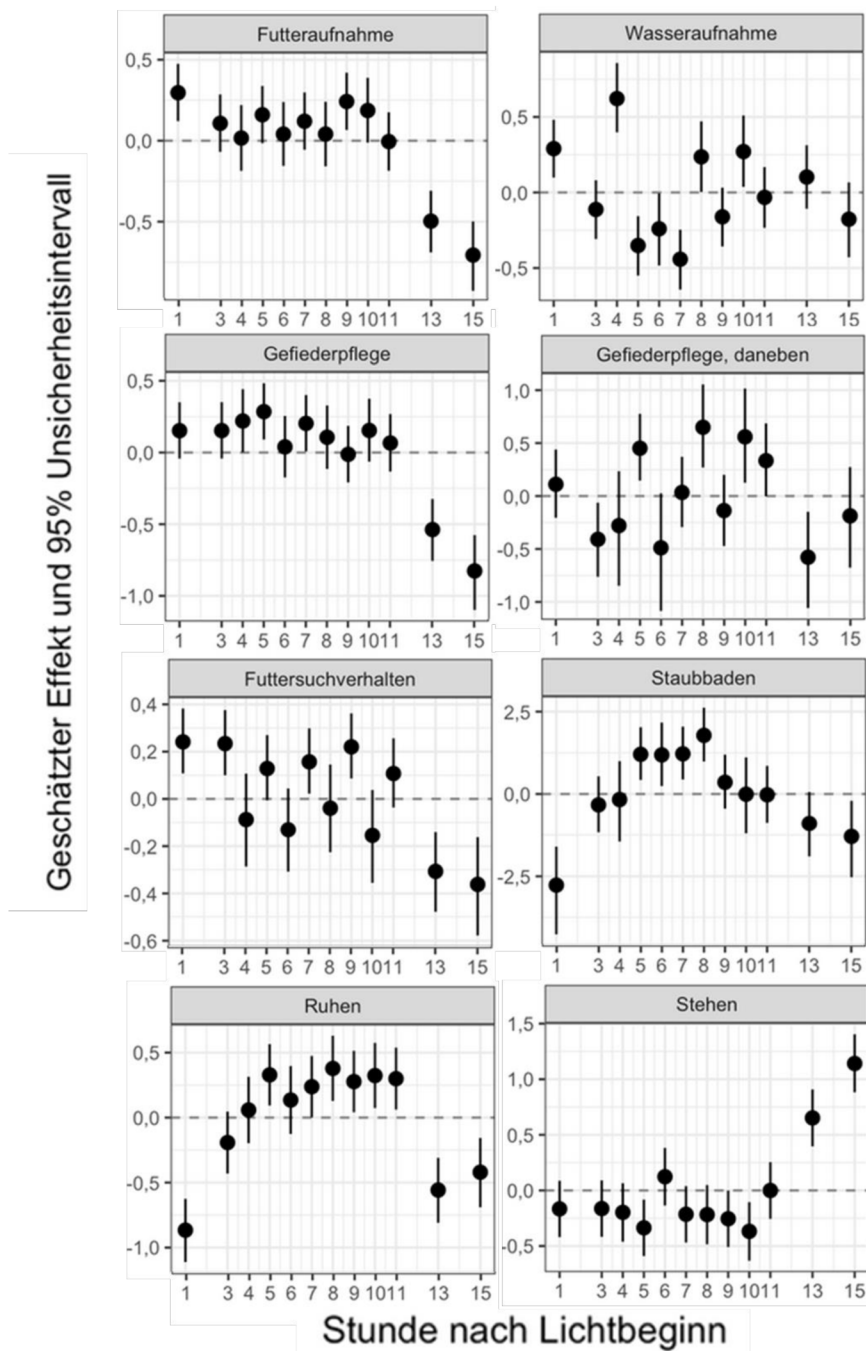 Geschätzter Effekt und 95% Unsicherheitsintervall
Futteraufnahme
0,5
0,0
-0,5
1 3 4 5 6 7 8 9 10 11 13 15
Wasseraufnahme
0,5
0,0
-0,5
1 3 4 5 6 7 8 9 10 11 13 15
Gefiederpflege
0,5
0,0
-0,5
-1,0
1 3 4 5 6 7 8 9 10 11 13 15
Gefiederpflege, daneben
1,0
0,5
0,0
-0,5
-1,0
1 3 4 5 6 7 8 9 10 11 13 15
Futtersuchverhalten
0,4
0,2
0,0
-0,2
-0,4
-0,6
1 3 4 5 6 7 8 9 10 11 13 15
Staubbaden
2,5
0,0
-2,5
1 3 4 5 6 7 8 9 10 11 13 15
Ruhen
0,5
0,0
-0,5
-1,0
1 3 4 5 6 7 8 9 10 11 13 15
Stehen
1,5
1,0
0,5
0,0
-0,5
1 3 4 5 6 7 8 9 10 11 13 15
Stunde nach Lichtbeginn